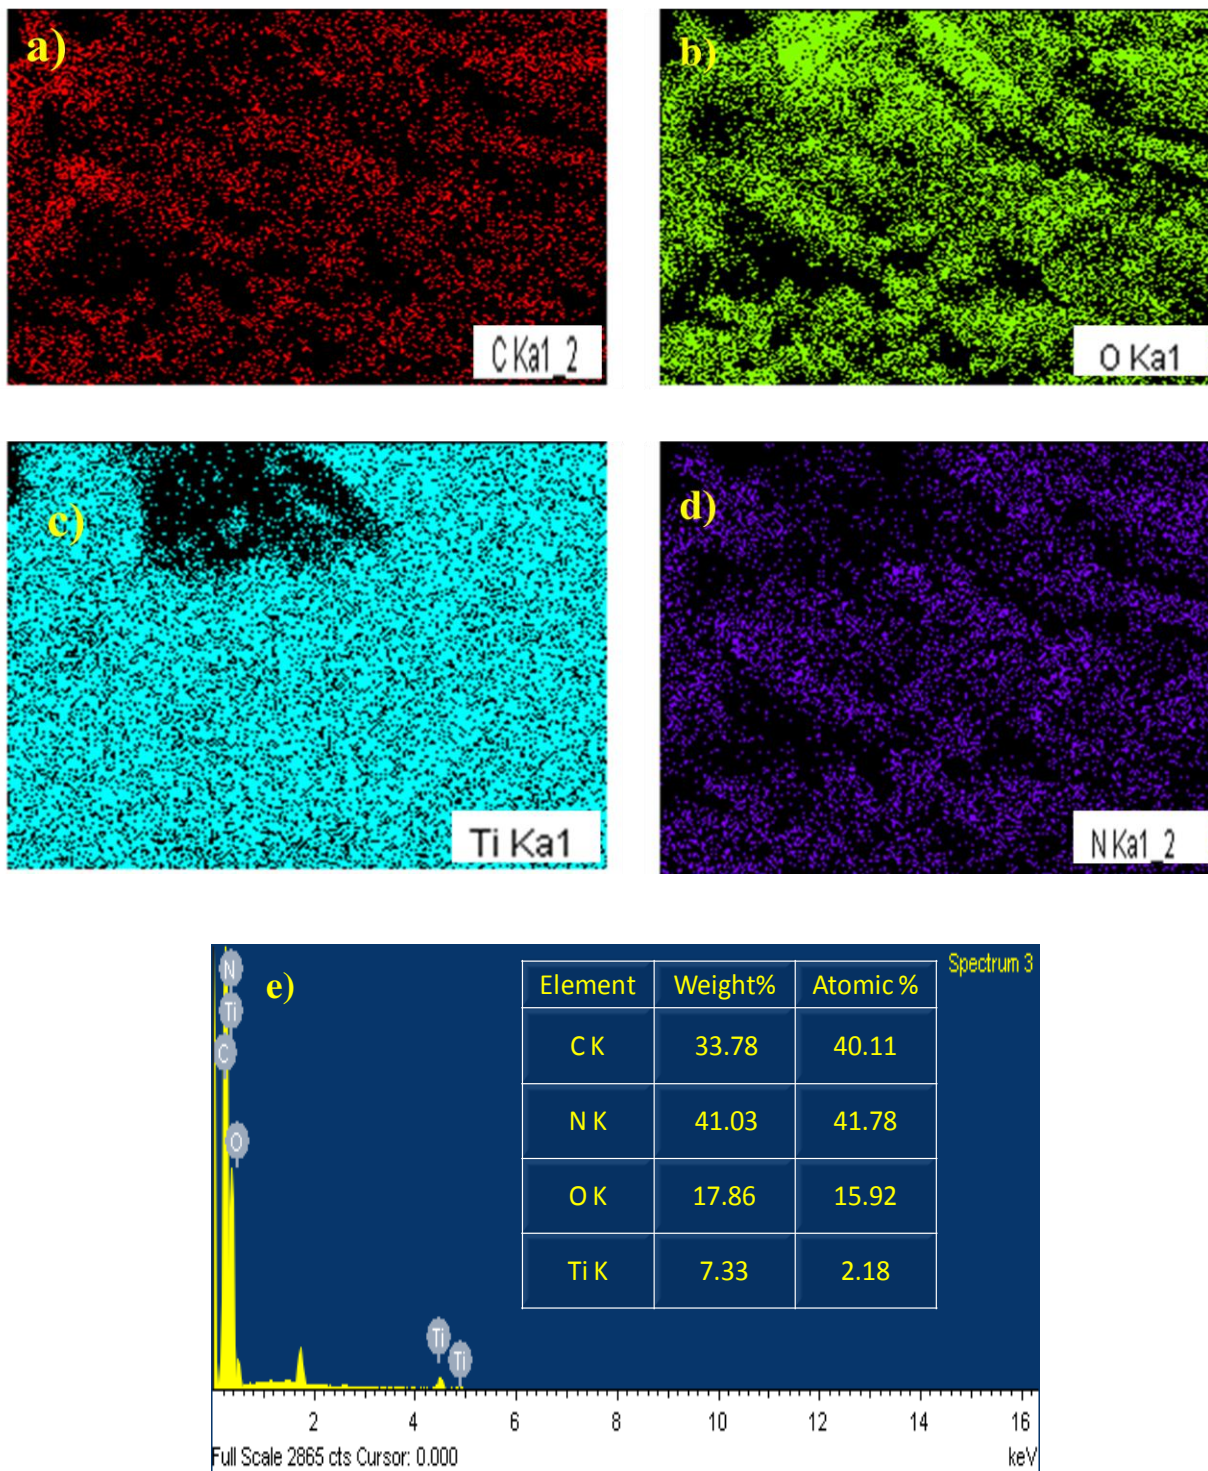 a)
C Ka1_2
b)
O Ka1
c)
Ti Ka1
d)
N Ka1_2
e)
Spectrum 3
N
Ti
C
O
Element Weight% Atomic %
C K 33.78 40.11
N K 41.03 41.78
O K 17.86 15.92
Ti K 7.33 2.18
Ti
Ti
2 4 6 8 10 12 14 16
Full Scale 2865 cts Cursor: 0.000 keV